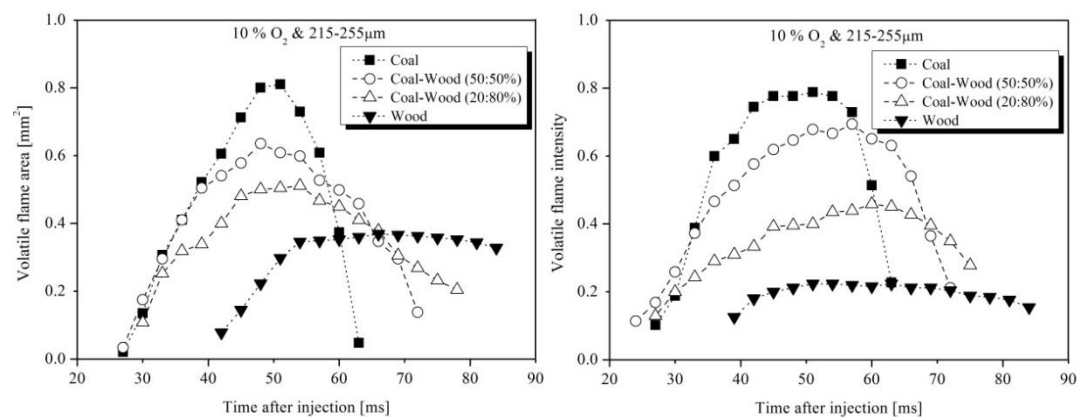 10 % O₂ & 215-255μm
Coal
Coal-Wood (50:50%)
Coal-Wood (20:80%)
Wood
Volatile flame area [mm²]
1.0
0.8
0.6
0.4
0.2
0.0
20 30 40 50 60 70 80 90
Time after injection [ms]
10 % O₂ & 215-255μm
Coal
Coal-Wood (50:50%)
Coal-Wood (20:80%)
Wood
Volatile flame intensity
1.0
0.8
0.6
0.4
0.2
0.0
20 30 40 50 60 70 80 90
Time after injection [ms]